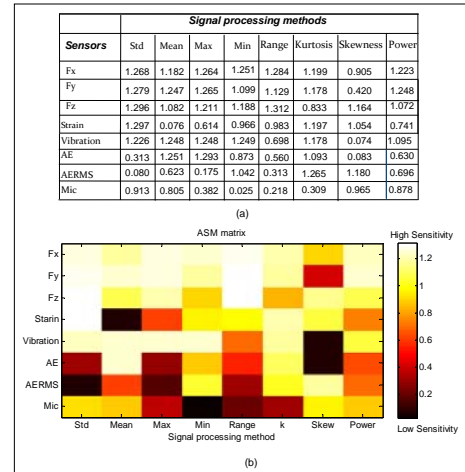 (a)
Signal processing methods
Sensors Std Mean Max Min Range Kurtosis Skewness Power
Fx 1.268 1.182 1.264 1.251 1.284 1.199 0.905 1.223
Fy 1.279 1.247 1.265 1.099 1.129 1.178 0.420 1.248
Fz 1.296 1.082 1.211 1.188 1.312 0.833 1.164 1.072
Strain 1.297 0.076 0.614 0.966 0.983 1.197 1.054 0.741
Vibration 1.226 1.248 1.248 1.249 0.698 1.178 0.074 1.095
AE 0.313 1.251 1.293 0.873 0.560 1.093 0.083 0.630
AERMS 0.080 0.623 0.175 1.042 0.313 1.265 1.180 0.696
Mic 0.913 0.805 0.382 0.025 0.218 0.309 0.965 0.878
(a)
ASM matrix
High Sensitivity
Fx
Fy
Fz
Starin
Vibration
AE
AERMS
Mic
1.2
1
0.8
0.6
0.4
0.2
Low Sensitivity
Std Mean Max Min Range k Skew Power
Signal processing method
(b)